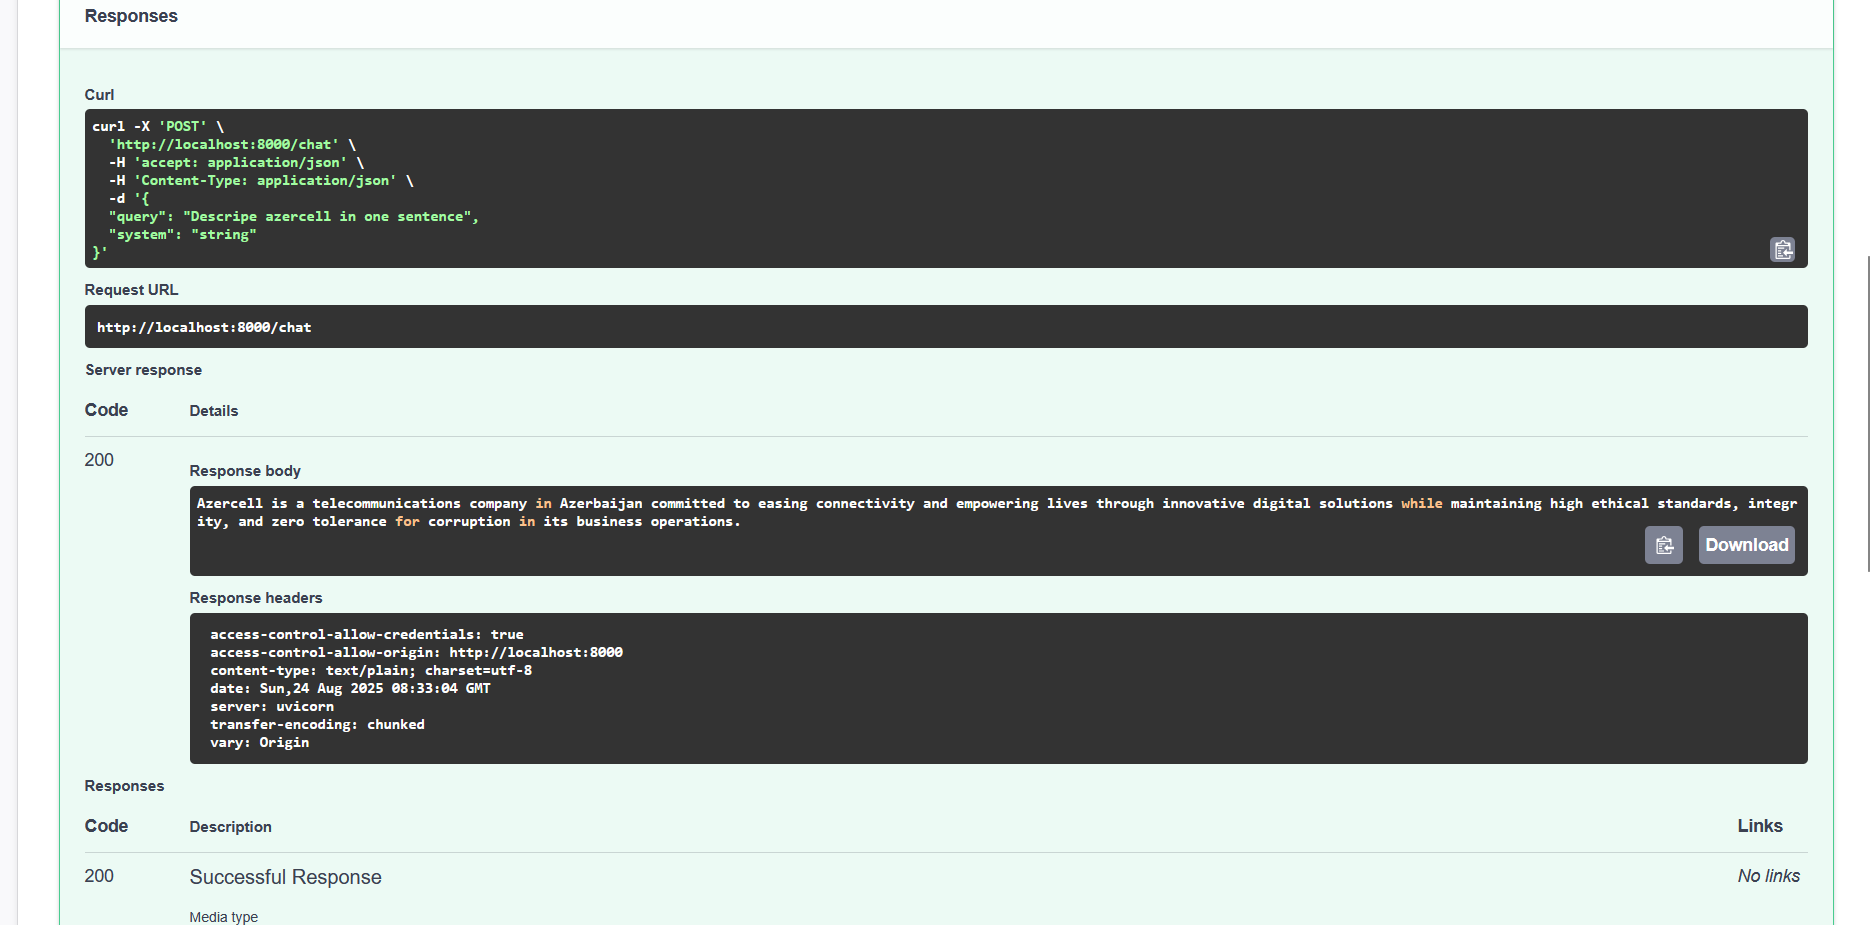 Responses
Curl
curl -X 'POST' \
'http://localhost:8000/chat' \
-H 'accept: application/json' \
-H 'Content-Type: application/json' \
-d '{
"query": "Descripe azercell in one sentence",
"system": "string"
}'
Request URL
http://localhost:8000/chat
Server response
Code Details
200
Response body
Azercell is a telecommunications company in Azerbaijan committed to easing connectivity and empowering lives through innovative digital solutions while maintaining high ethical standards, integr
ity, and zero tolerance for corruption in its business operations.
Download
Response headers
access-control-allow-credentials: true
access-control-allow-origin: http://localhost:8000
content-type: text/plain; charset=utf-8
date: Sun,24 Aug 2025 08:33:04 GMT
server: uvicorn
transfer-encoding: chunked
vary: Origin
Responses
Code Description Links
200 Successful Response No links
Media type